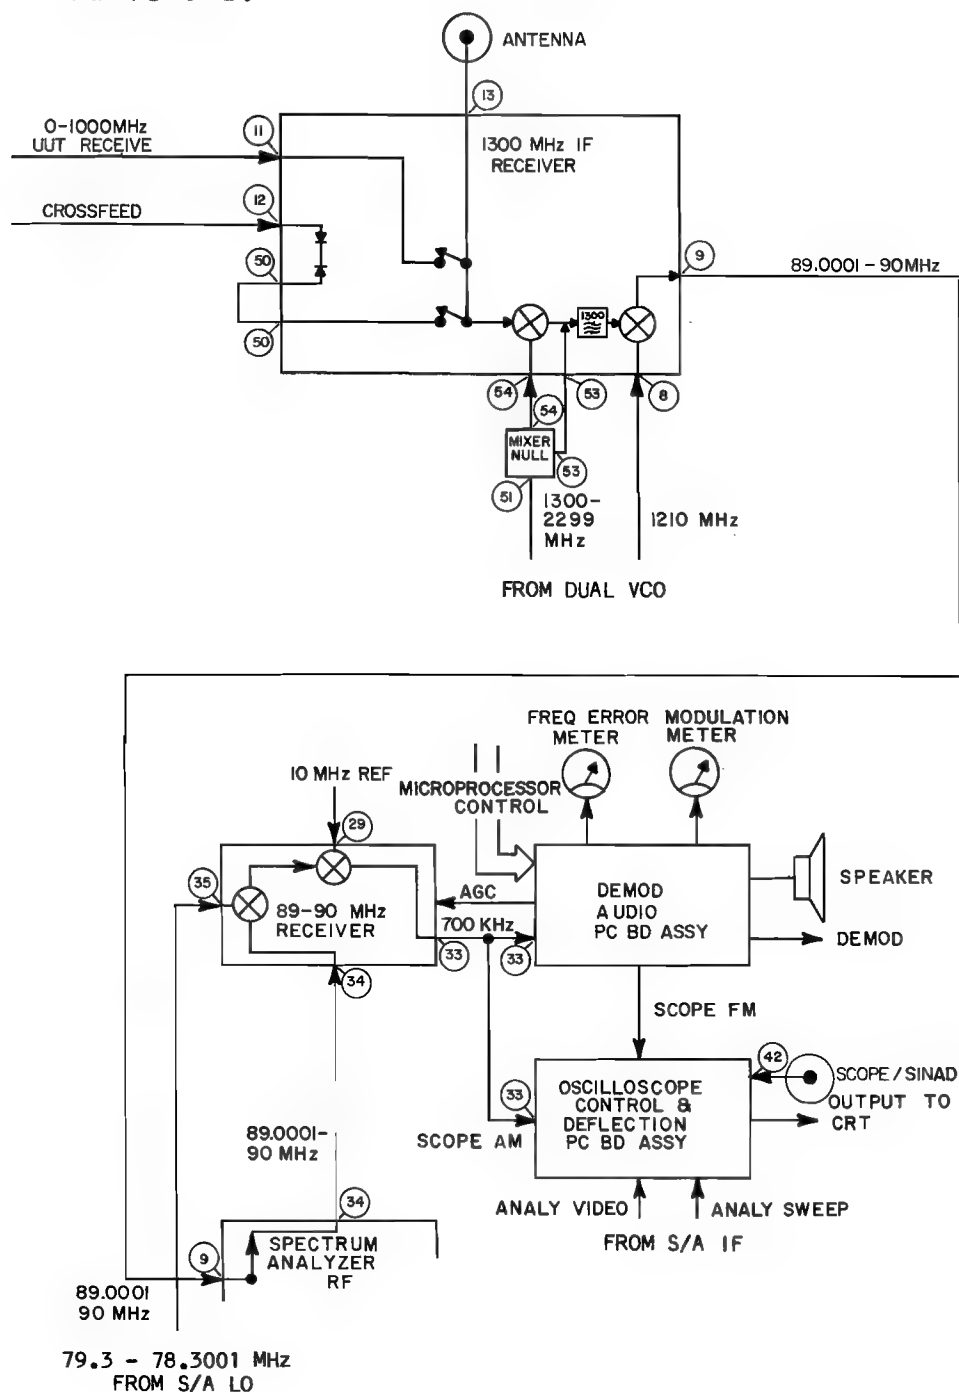 ANTENNA
13
0-1000MHz
UUT RECEIVE
11
1300 MHz IF
RECEIVER
12
CROSSFEED
50
9
89.0001-90MHz
1300
50
54
53
8
54
MIXER
NULL
53
51
1300-
2299
MHz
1210 MHz
FROM DUAL VCO
FREQ ERROR
METER
MODULATION
METER
10 MHz REF
MICROPROCESSOR
CONTROL
29
35
89-90 MHz
RECEIVER
AGC
700 KHz
33
33
34
DEMOD
AUDIO
PC BD ASSY
SPEAKER
DEMOD
SCOPE FM
42
SCOPE/SINAD
OUTPUT TO
CRT
33
OSCILLOSCOPE
CONTROL &
DEFLECTION
PC BD ASSY
SCOPE AM
89.0001-
90 MHz
34
ANALY VIDEO
ANALY SWEEP
FROM S/A IF
9
SPECTRUM
ANALYZER
RF
89.0001
90 MHz
79.3 - 78.3001 MHz
FROM S/A LO